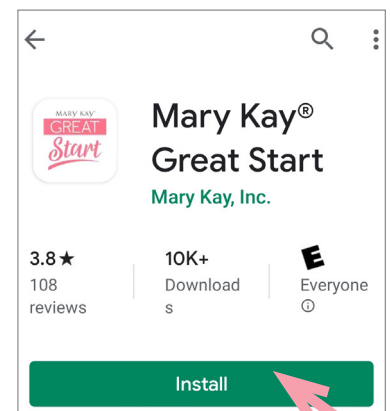 MARY KAY
GREAT
Start
Mary Kay®
Great Start
Mary Kay, Inc.
3.8★
108
reviews
10K+
Download
s
E
Everyone
Install